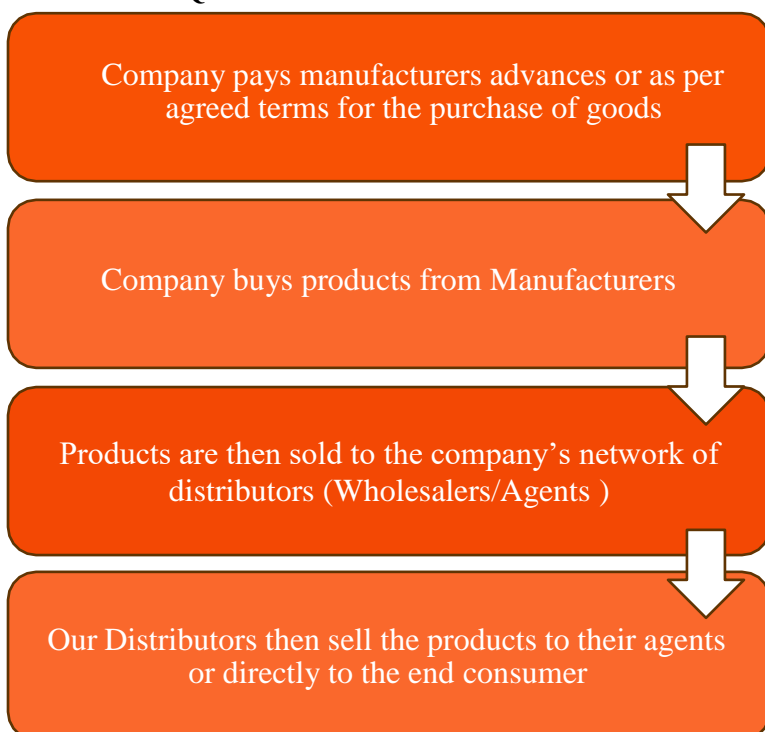 Company pays manufacturers advances or as per
agreed terms for the purchase of goods
Company buys products from Manufacturers
Products are then sold to the company’s network of
distributors (Wholesalers/Agents )
Our Distributors then sell the products to their agents
or directly to the end consumer